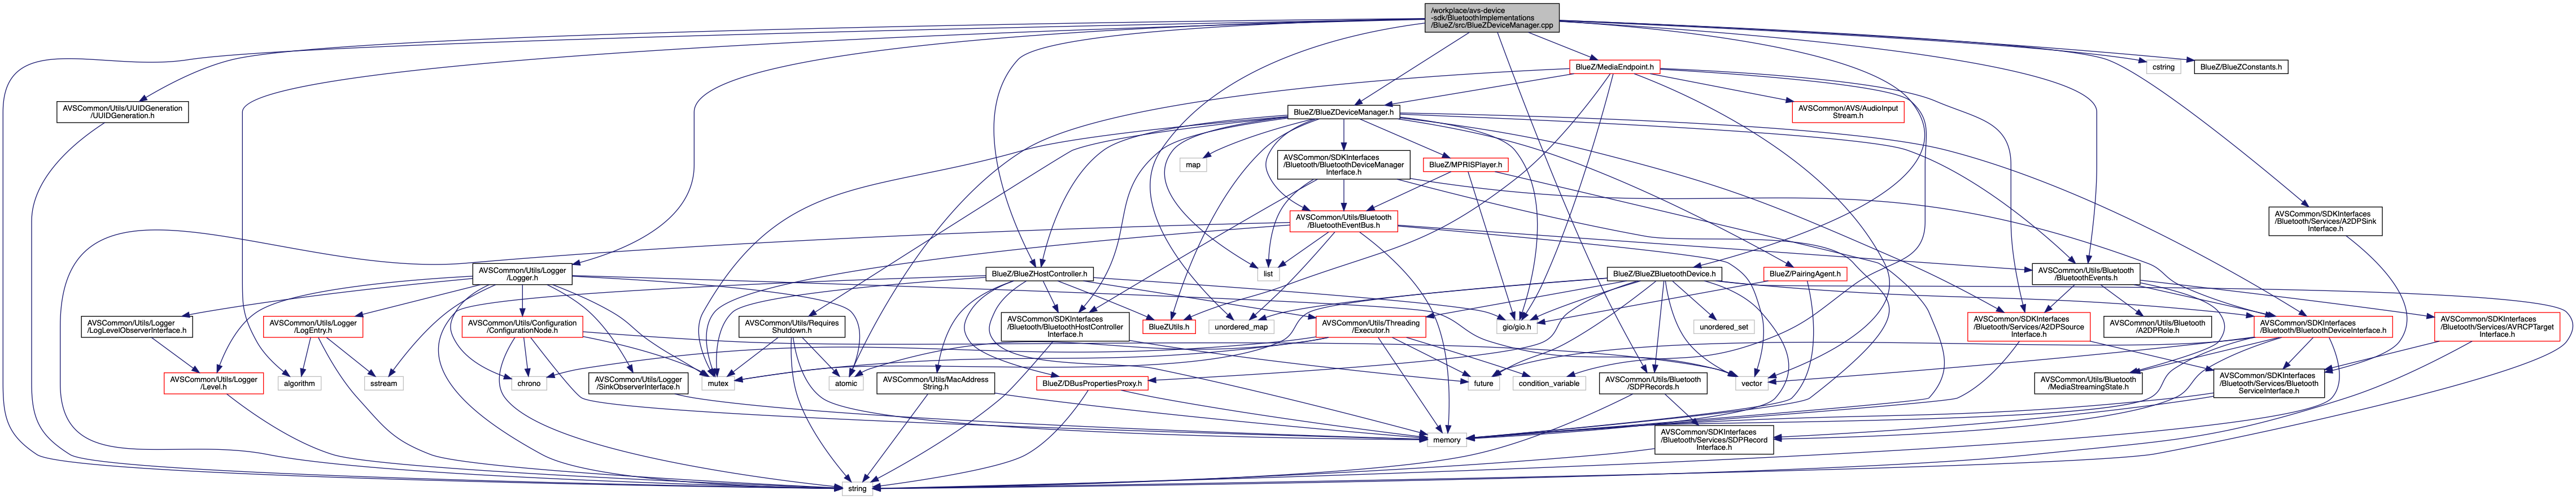 /workplace/avs-device
-sdk/BluetoothImplementations
/BlueZ/src/BlueZDeviceManager.cpp
BlueZ/MediaEndpoint.h
cstring
BlueZ/BlueZConstants.h
AVSCommon/Utils/UUIDGeneration
/UUIDGeneration.h
BlueZ/BlueZDeviceManager.h
AVSCommon/AVS/AudioInput
Stream.h
map
AVSCommon/SDKInterfaces
/Bluetooth/BluetoothDeviceManager
Interface.h
BlueZ/MPRISPlayer.h
AVSCommon/Utils/Bluetooth
/BluetoothEventBus.h
AVSCommon/SDKInterfaces
/Bluetooth/Services/A2DPSink
Interface.h
AVSCommon/Utils/Logger
/Logger.h
BlueZ/BlueZHostController.h
list
BlueZ/BlueZBluetoothDevice.h
BlueZ/PairingAgent.h
AVSCommon/Utils/Bluetooth
/BluetoothEvents.h
AVSCommon/Utils/Logger
/LogLevelObserverInterface.h
AVSCommon/Utils/Logger
/LogEntry.h
AVSCommon/Utils/Configuration
/ConfigurationNode.h
AVSCommon/Utils/Requires
Shutdown.h
AVSCommon/SDKInterfaces
/Bluetooth/BluetoothHostController
Interface.h
BlueZUtils.h
unordered_map
AVSCommon/Utils/Threading
/Executor.h
gio/gio.h
unordered_set
AVSCommon/SDKInterfaces
/Bluetooth/Services/A2DPSource
Interface.h
AVSCommon/Utils/Bluetooth
/A2DPRole.h
AVSCommon/SDKInterfaces
/Bluetooth/BluetoothDeviceInterface.h
AVSCommon/SDKInterfaces
/Bluetooth/Services/AVRCPTarget
Interface.h
AVSCommon/Utils/Logger
/Level.h
algorithm
sstream
chrono
AVSCommon/Utils/Logger
/SinkObserverInterface.h
mutex
atomic
AVSCommon/Utils/MacAddress
String.h
BlueZ/DBusPropertiesProxy.h
future
condition_variable
vector
AVSCommon/Utils/Bluetooth
/SDPRecords.h
AVSCommon/Utils/Bluetooth
/MediaStreamingState.h
AVSCommon/SDKInterfaces
/Bluetooth/Services/Bluetooth
ServiceInterface.h
memory
AVSCommon/SDKInterfaces
/Bluetooth/Services/SDPRecord
Interface.h
string